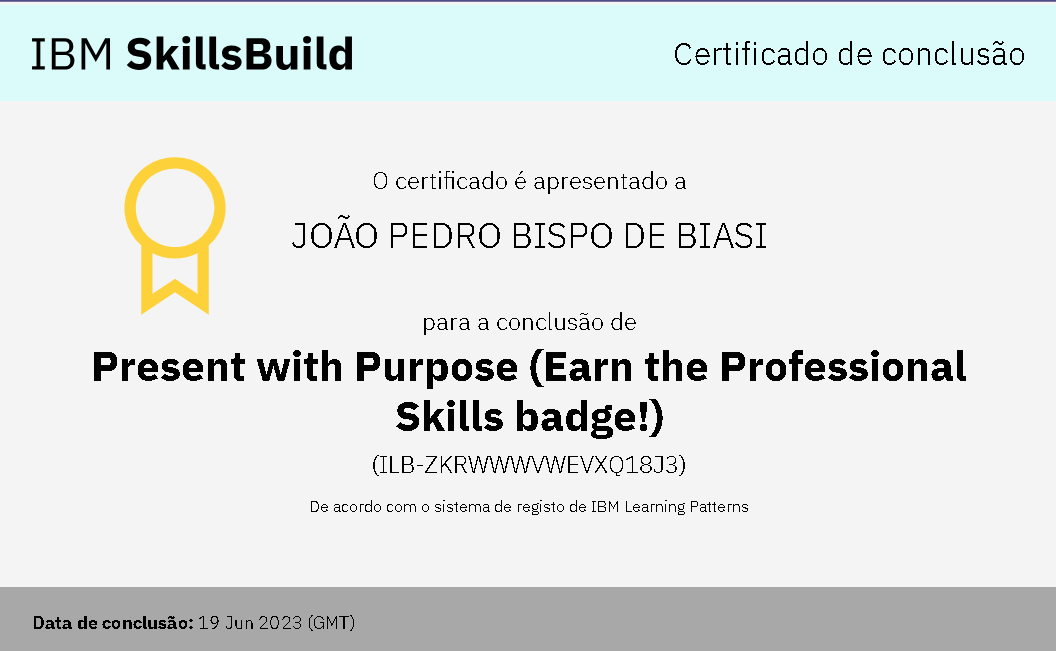 IBM SkillsBuild
Certificado de conclusão
O certificado é apresentado a
JOÃO PEDRO BISPO DE BIASI
para a conclusão de
Present with Purpose (Earn the Professional
Skills badge!)
(ILB-ZKRWWWVWEVXQ18J3)
De acordo com o sistema de registo de IBM Learning Patterns
Data de conclusão: 19 Jun 2023 (GMT)